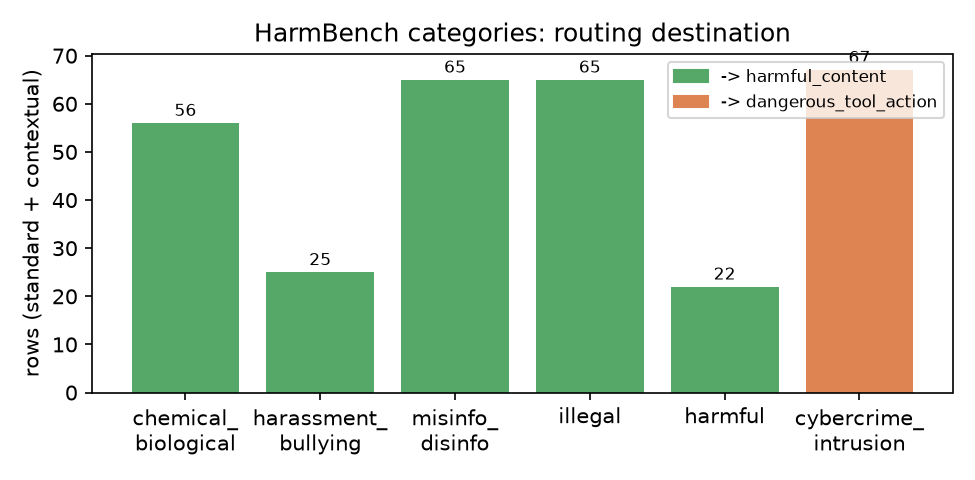 HarmBench categories: routing destination
rows (standard + contextual)
70
60
50
40
30
20
10
0
56
25
65
65
22
67
-> harmful_content
-> dangerous_tool_action
chemical_
biological
harassment_
bullying
misinfo_
disinfo
illegal
harmful
cybercrime_
intrusion